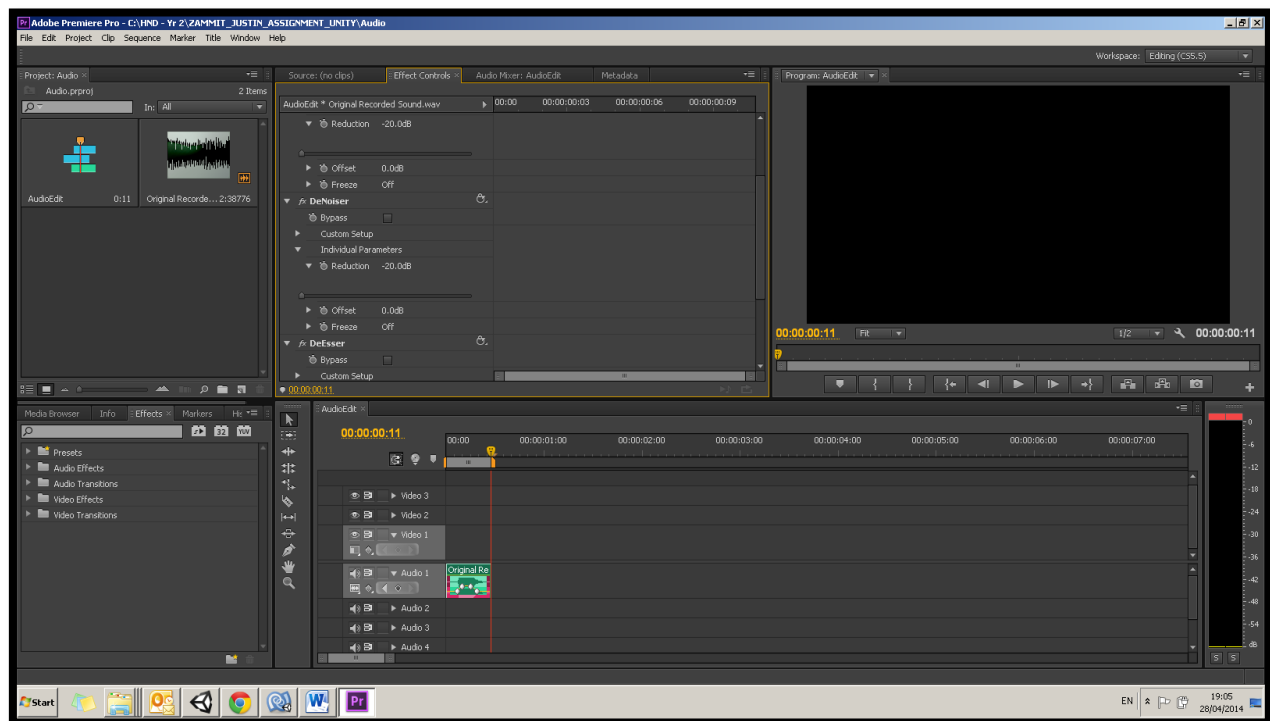 Pr Adobe Premiere Pro - C:\HND - Yr 2\ZAMMIT_JUSTIN_ASSIGNMENT_UNITY\Audio
File Edit Project Clip Sequence Marker Title Window Help
Workspace: Editing (CS5.5)
Project: Audio
Audio.prproj 2 Items
In: All
AudioEdit 0:11 Original Recorde... 2:38776
Source: (no clips) Effect Controls Audio Mixer: AudioEdit Metadata
AudioEdit * Original Recorded Sound.wav 00:00 00:00:00:03 00:00:00:06 00:00:00:09
Reduction -20.0dB
Offset 0.0dB
Freeze Off
fx DeNoiser
Bypass
Custom Setup
Individual Parameters
Reduction -20.0dB
Offset 0.0dB
Freeze Off
fx DeEsser
Bypass
Custom Setup
00:00:00:11
Program: AudioEdit
00:00:00:11 Fit 1/2 00:00:00:11
Media Browser Info Effects Markers
32 YUV
Presets
Audio Effects
Audio Transitions
Video Effects
Video Transitions
AudioEdit
00:00:00:11
00:00 00:00:01:00 00:00:02:00 00:00:03:00 00:00:04:00 00:00:05:00 00:00:06:00 00:00:07:00
Video 3
Video 2
Video 1
Audio 1 Original Re
Audio 2
Audio 3
Audio 4
0
-6
-12
-18
-24
-30
-36
-42
-48
-54
dB
S S
Start W Pr EN 19:05
28/04/2014